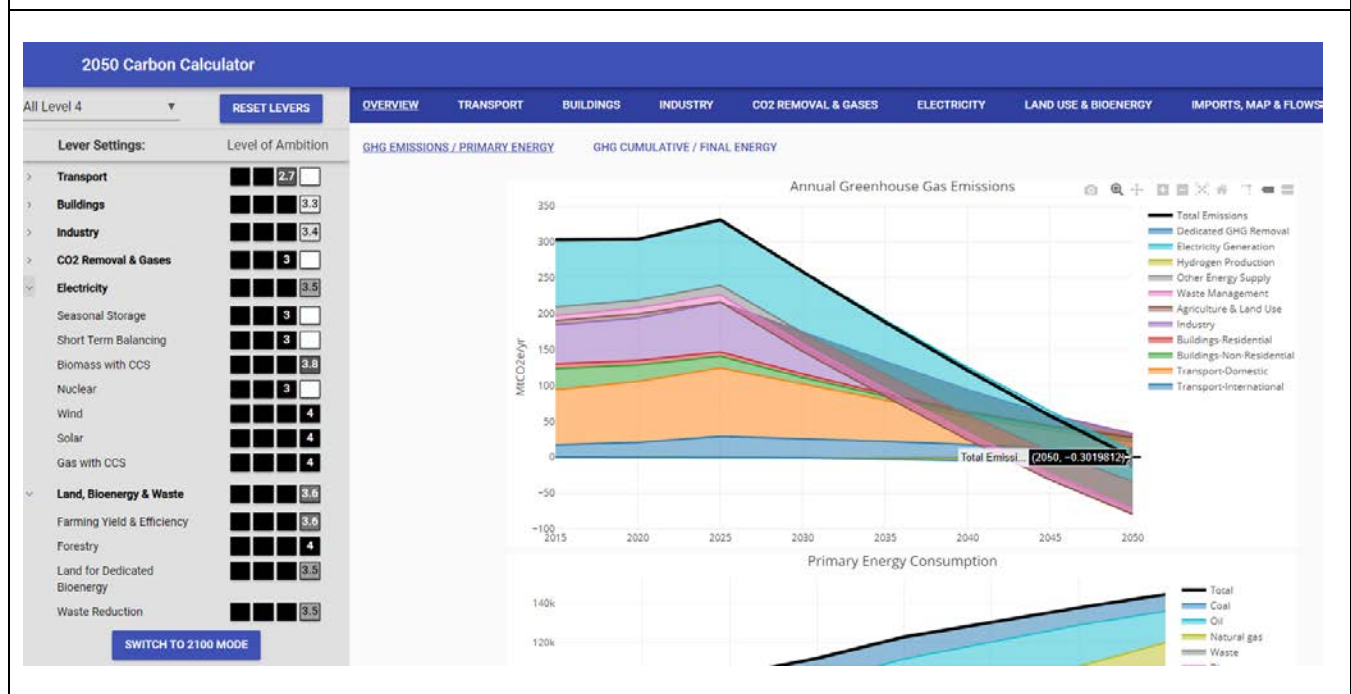 2050 Carbon Calculator
All Level 4
RESET LEVERS
OVERVIEW TRANSPORT BUILDINGS INDUSTRY CO2 REMOVAL & GASES ELECTRICITY LAND USE & BIOENERGY IMPORTS, MAP & FLOWS
Lever Settings: Level of Ambition
GHG EMISSIONS / PRIMARY ENERGY GHG CUMULATIVE / FINAL ENERGY
Transport 2.7
Buildings 3.3
Industry 3.4
CO2 Removal & Gases 3
Electricity 3.5
Seasonal Storage 3
Short Term Balancing 3
Biomass with CCS 3.8
Nuclear 3
Wind 4
Solar 4
Gas with CCS 4
Land, Bioenergy & Waste 3.6
Farming Yield & Efficiency 3.6
Forestry 4
Land for Dedicated
Bioenergy 3.5
Waste Reduction 3.5
SWITCH TO 2100 MODE
Annual Greenhouse Gas Emissions
MtCO2e/yr
350
300
250
200
150
100
50
0
−50
−100
2015 2020 2025 2030 2035 2040 2045 2050
Total Emissi... (2050, −0.3019812)
Total Emissions
Dedicated GHG Removal
Electricity Generation
Hydrogen Production
Other Energy Supply
Waste Management
Agriculture & Land Use
Industry
Buildings-Residential
Buildings-Non-Residential
Transport-Domestic
Transport-International
Primary Energy Consumption
140k
120k
Total
Coal
Oil
Natural gas
Waste